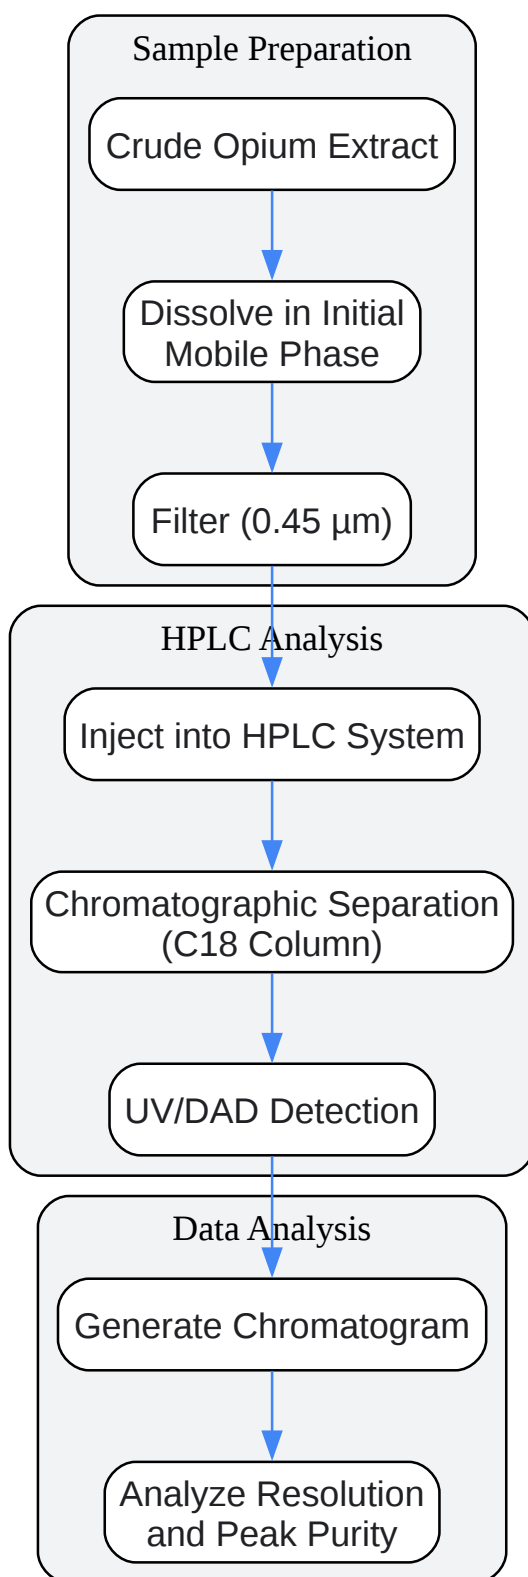 Sample Preparation
Crude Opium Extract
Dissolve in Initial
Mobile Phase
Filter (0.45 µm)
HPLC Analysis
Inject into HPLC System
Chromatographic Separation
(C18 Column)
UV/DAD Detection
Data Analysis
Generate Chromatogram
Analyze Resolution
and Peak Purity